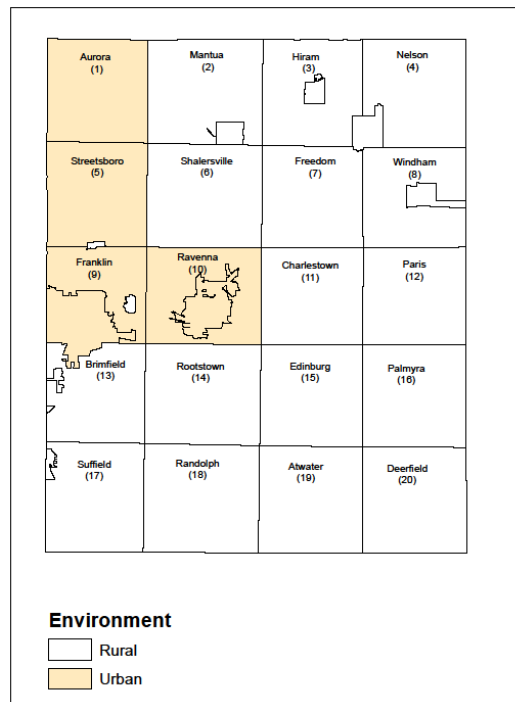 Aurora
(1)
Mantua
(2)
Hiram
(3)
Nelson
(4)
Streetsboro
(5)
Shalersville
(6)
Freedom
(7)
Windham
(8)
Franklin
(9)
Ravenna
(10)
Charlestown
(11)
Paris
(12)
Brimfield
(13)
Rootstown
(14)
Edinburg
(15)
Palmyra
(16)
Suffield
(17)
Randolph
(18)
Atwater
(19)
Deerfield
(20)
Environment
Rural
Urban